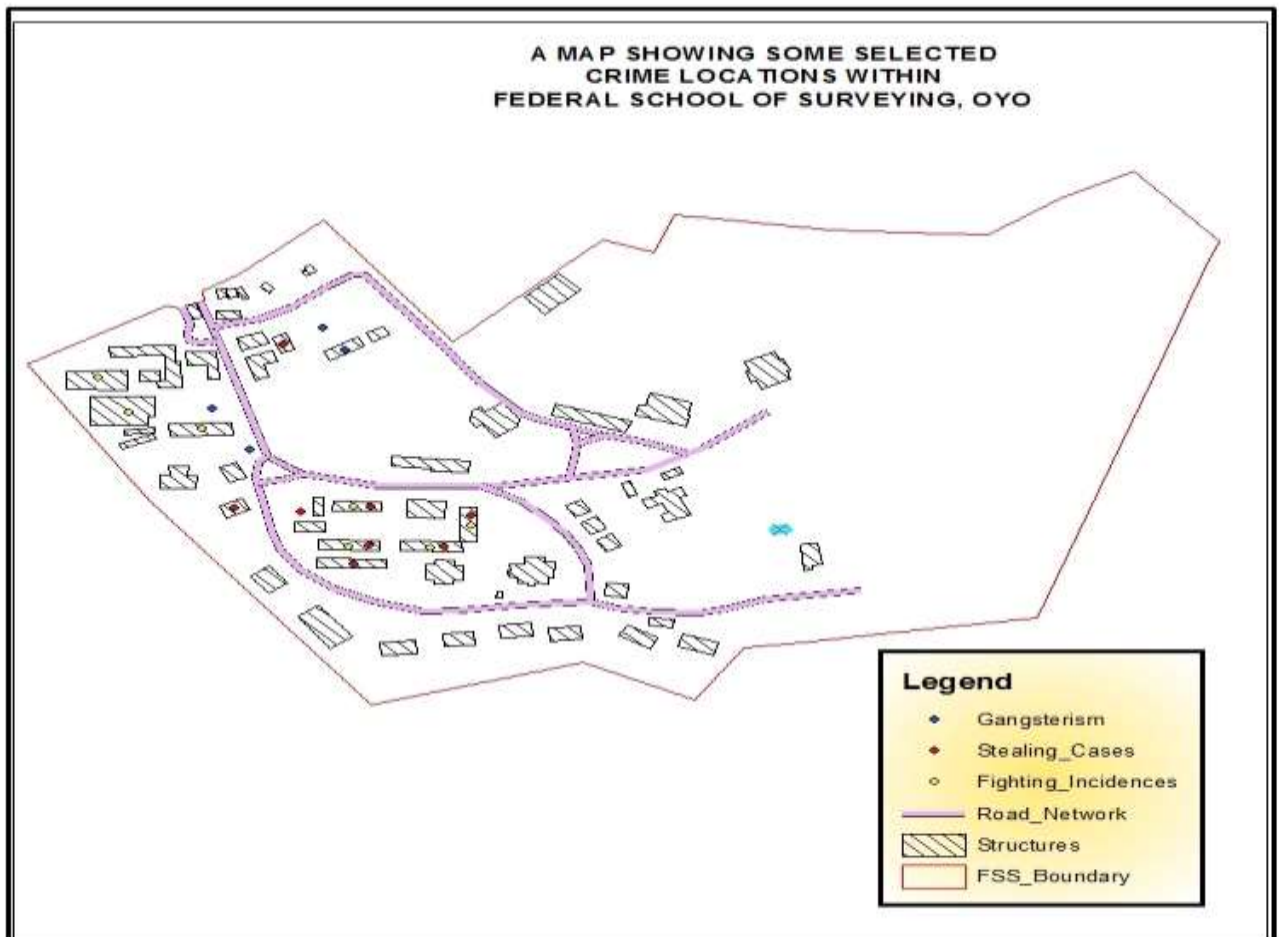 A MAP SHOWING SOME SELECTED
CRIME LOCATIONS WITHIN
FEDERAL SCHOOL OF SURVEYING, OYO
Legend
Gangsterism
Stealing_Cases
Fighting_Incidences
Road_Network
Structures
FSS_Boundary